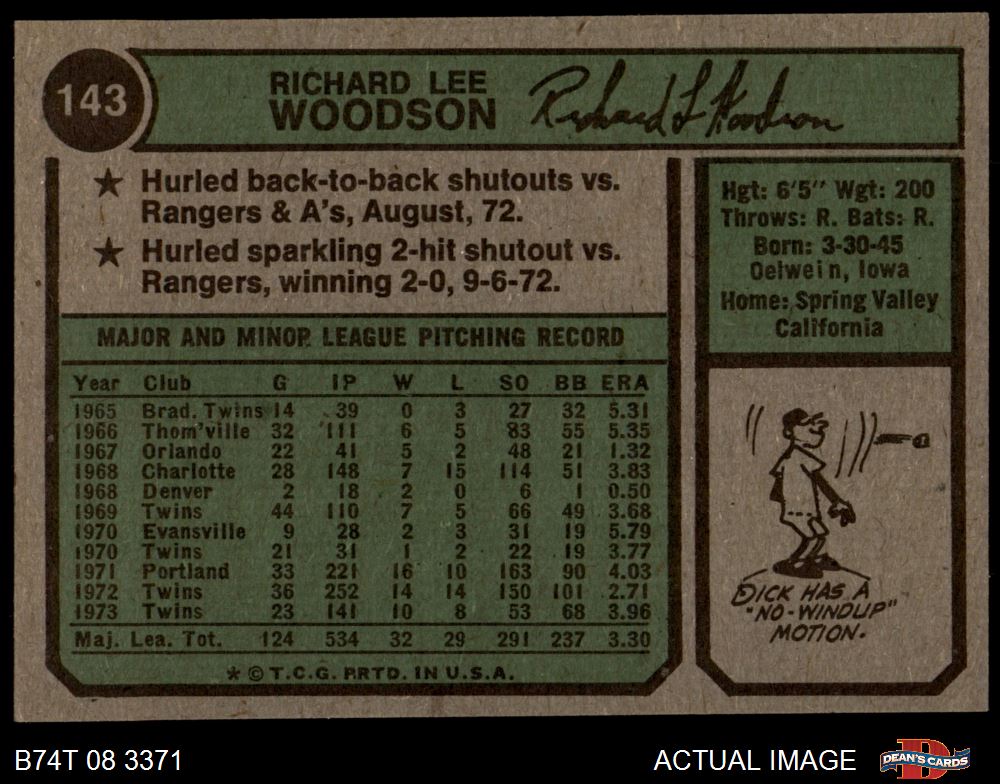 143
RICHARD LEE
WOODSON
Richard L Woodson
★ Hurled back-to-back shutouts vs.
Rangers & A's, August, 72.
★ Hurled sparkling 2-hit shutout vs.
Rangers, winning 2-0, 9-6-72.
Hgt: 6'5" Wgt: 200
Throws: R. Bats: R.
Born: 3-30-45
Oelwein, Iowa
Home: Spring Valley
California
MAJOR AND MINOR LEAGUE PITCHING RECORD
Year Club G IP W L SO BB ERA
1965 Brad. Twins 14 39 0 3 27 32 5.31
1966 Thom'ville 32 111 6 5 83 55 5.35
1967 Orlando 22 41 5 2 48 21 1.32
1968 Charlotte 28 148 7 15 114 51 3.83
1968 Denver 2 18 2 0 6 1 0.50
1969 Twins 44 110 7 5 66 49 3.68
1970 Evansville 9 28 2 3 31 19 5.79
1970 Twins 21 31 1 2 22 19 3.77
1971 Portland 33 221 16 10 163 90 4.03
1972 Twins 36 252 14 14 150 101 2.71
1973 Twins 23 141 10 8 53 68 3.96
Maj. Lea. Tot. 124 534 32 29 291 237 3.30
* © T.C.G. PRTD. IN U.S.A.
DICK HAS A
"NO-WINDUP"
MOTION.
B74T 08 3371
ACTUAL IMAGE
DEAN'S CARDS